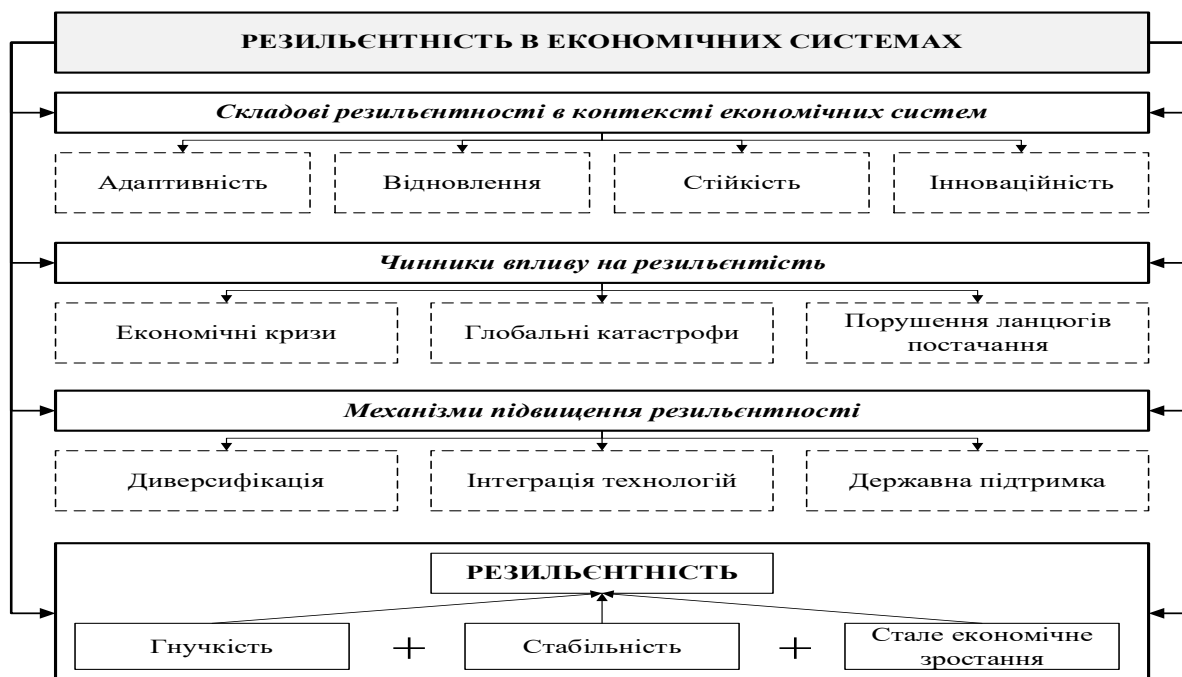 РЕЗИЛЬЄНТНІСТЬ В ЕКОНОМІЧНИХ СИСТЕМАХ
Складові резильєнтності в контексті економічних систем
Адаптивність
Відновлення
Стійкість
Інноваційність
Чинники впливу на резильєнтість
Економічні кризи
Глобальні катастрофи
Порушення ланцюгів
постачання
Механізми підвищення резильєнтності
Диверсифікація
Інтеграція технологій
Державна підтримка
РЕЗИЛЬЄНТНІСТЬ
Гнучкість
+
Стабільність
+
Стале економічне
зростання